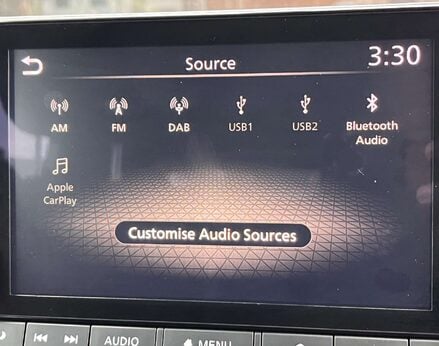 Source
3:30
AM
FM
DAB
USB1
USB2
Bluetooth
Audio
Apple
CarPlay
Customise Audio Sources
AUDIO
MENU